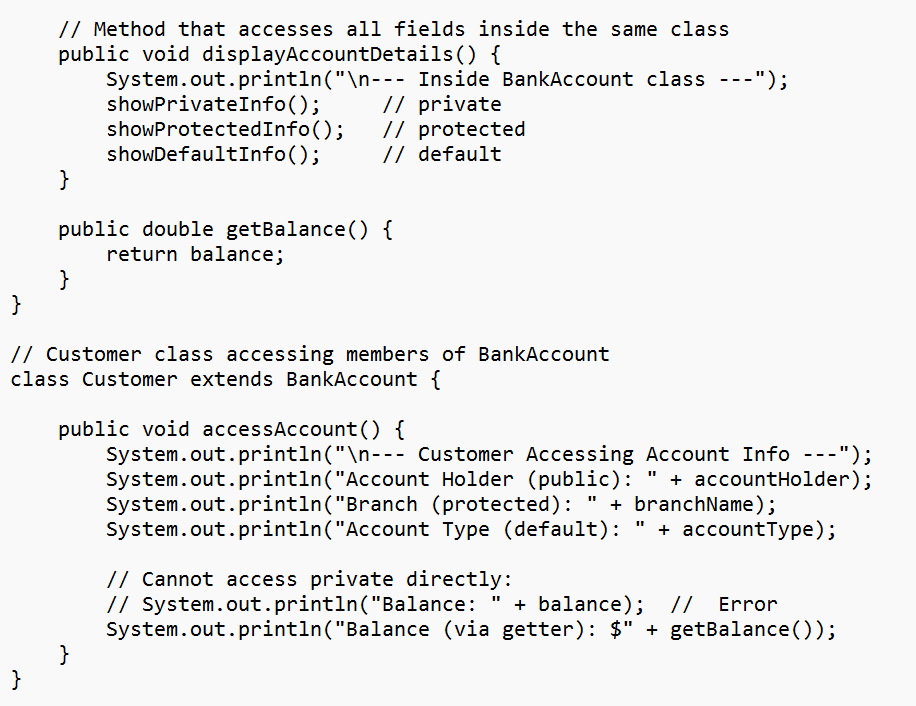 // Method that accesses all fields inside the same class
    public void displayAccountDetails() {
        System.out.println("\n--- Inside BankAccount class ---");
        showPrivateInfo();     // private
        showProtectedInfo();   // protected
        showDefaultInfo();     // default
    }

    public double getBalance() {
        return balance;
    }
}

// Customer class accessing members of BankAccount
class Customer extends BankAccount {

    public void accessAccount() {
        System.out.println("\n--- Customer Accessing Account Info ---");
        System.out.println("Account Holder (public): " + accountHolder);
        System.out.println("Branch (protected): " + branchName);
        System.out.println("Account Type (default): " + accountType);

        // Cannot access private directly:
        // System.out.println("Balance: " + balance);  //  Error
        System.out.println("Balance (via getter): $" + getBalance());
    }
}